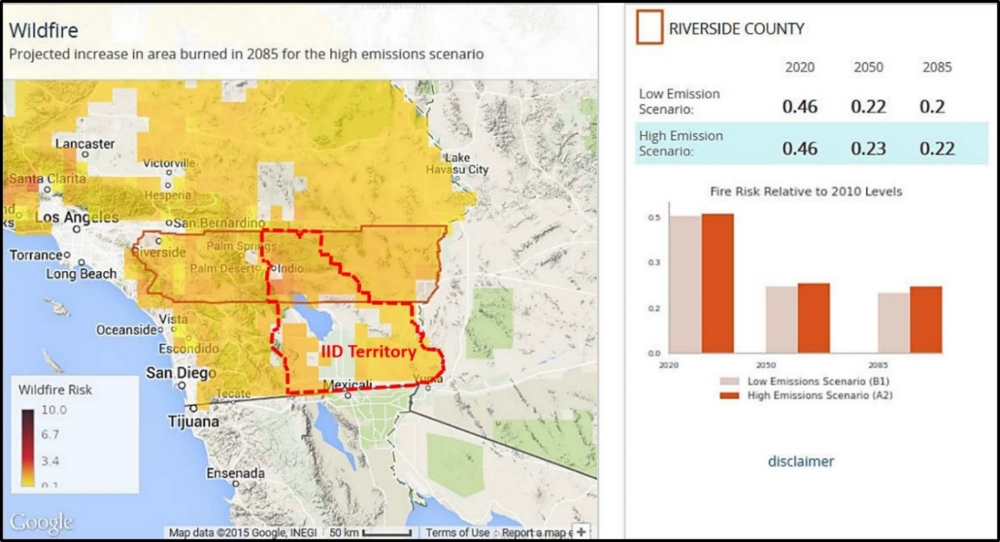 Henderson
Wildfire
Projected increase in area burned in 2085 for the high emissions scenario
Lancaster
Victorville
Lake
Havasu City
Santa Clarita
Hesperia
Los Angeles
San Bernardino
Riverside
Palm Springs
Torrance
Palm Desert
Indio
Long Beach
Vista
Oceanside
Escondido
IID Territory
San Diego
Mexicali
Yuma
Tecate
Tijuana
Ensenada
Wildfire Risk
10.0
6.7
3.4
0.1
Google
Map data ©2015 Google, INEGI
50 km
Terms of Use
Report a map e
+
RIVERSIDE COUNTY
2020 2050 2085
Low Emission
Scenario: 0.46 0.22 0.2
High Emission
Scenario: 0.46 0.23 0.22
Fire Risk Relative to 2010 Levels
0.5
0.3
0.2
0.0
2020 2050 2085
Low Emissions Scenario (B1)
High Emissions Scenario (A2)
disclaimer